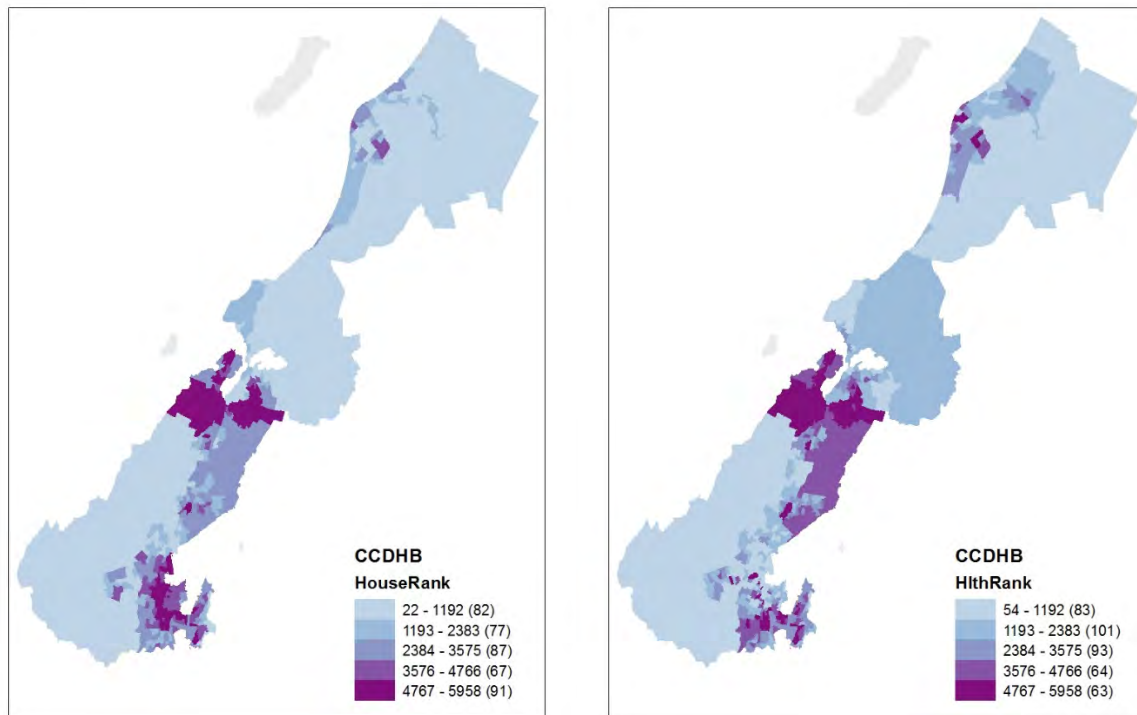 CCDHB
HouseRank
22 - 1192 (82)
1193 - 2383 (77)
2384 - 3575 (87)
3576 - 4766 (67)
4767 - 5958 (91)
CCDHB
HlthRank
54 - 1192 (83)
1193 - 2383 (101)
2384 - 3575 (93)
3576 - 4766 (64)
4767 - 5958 (63)